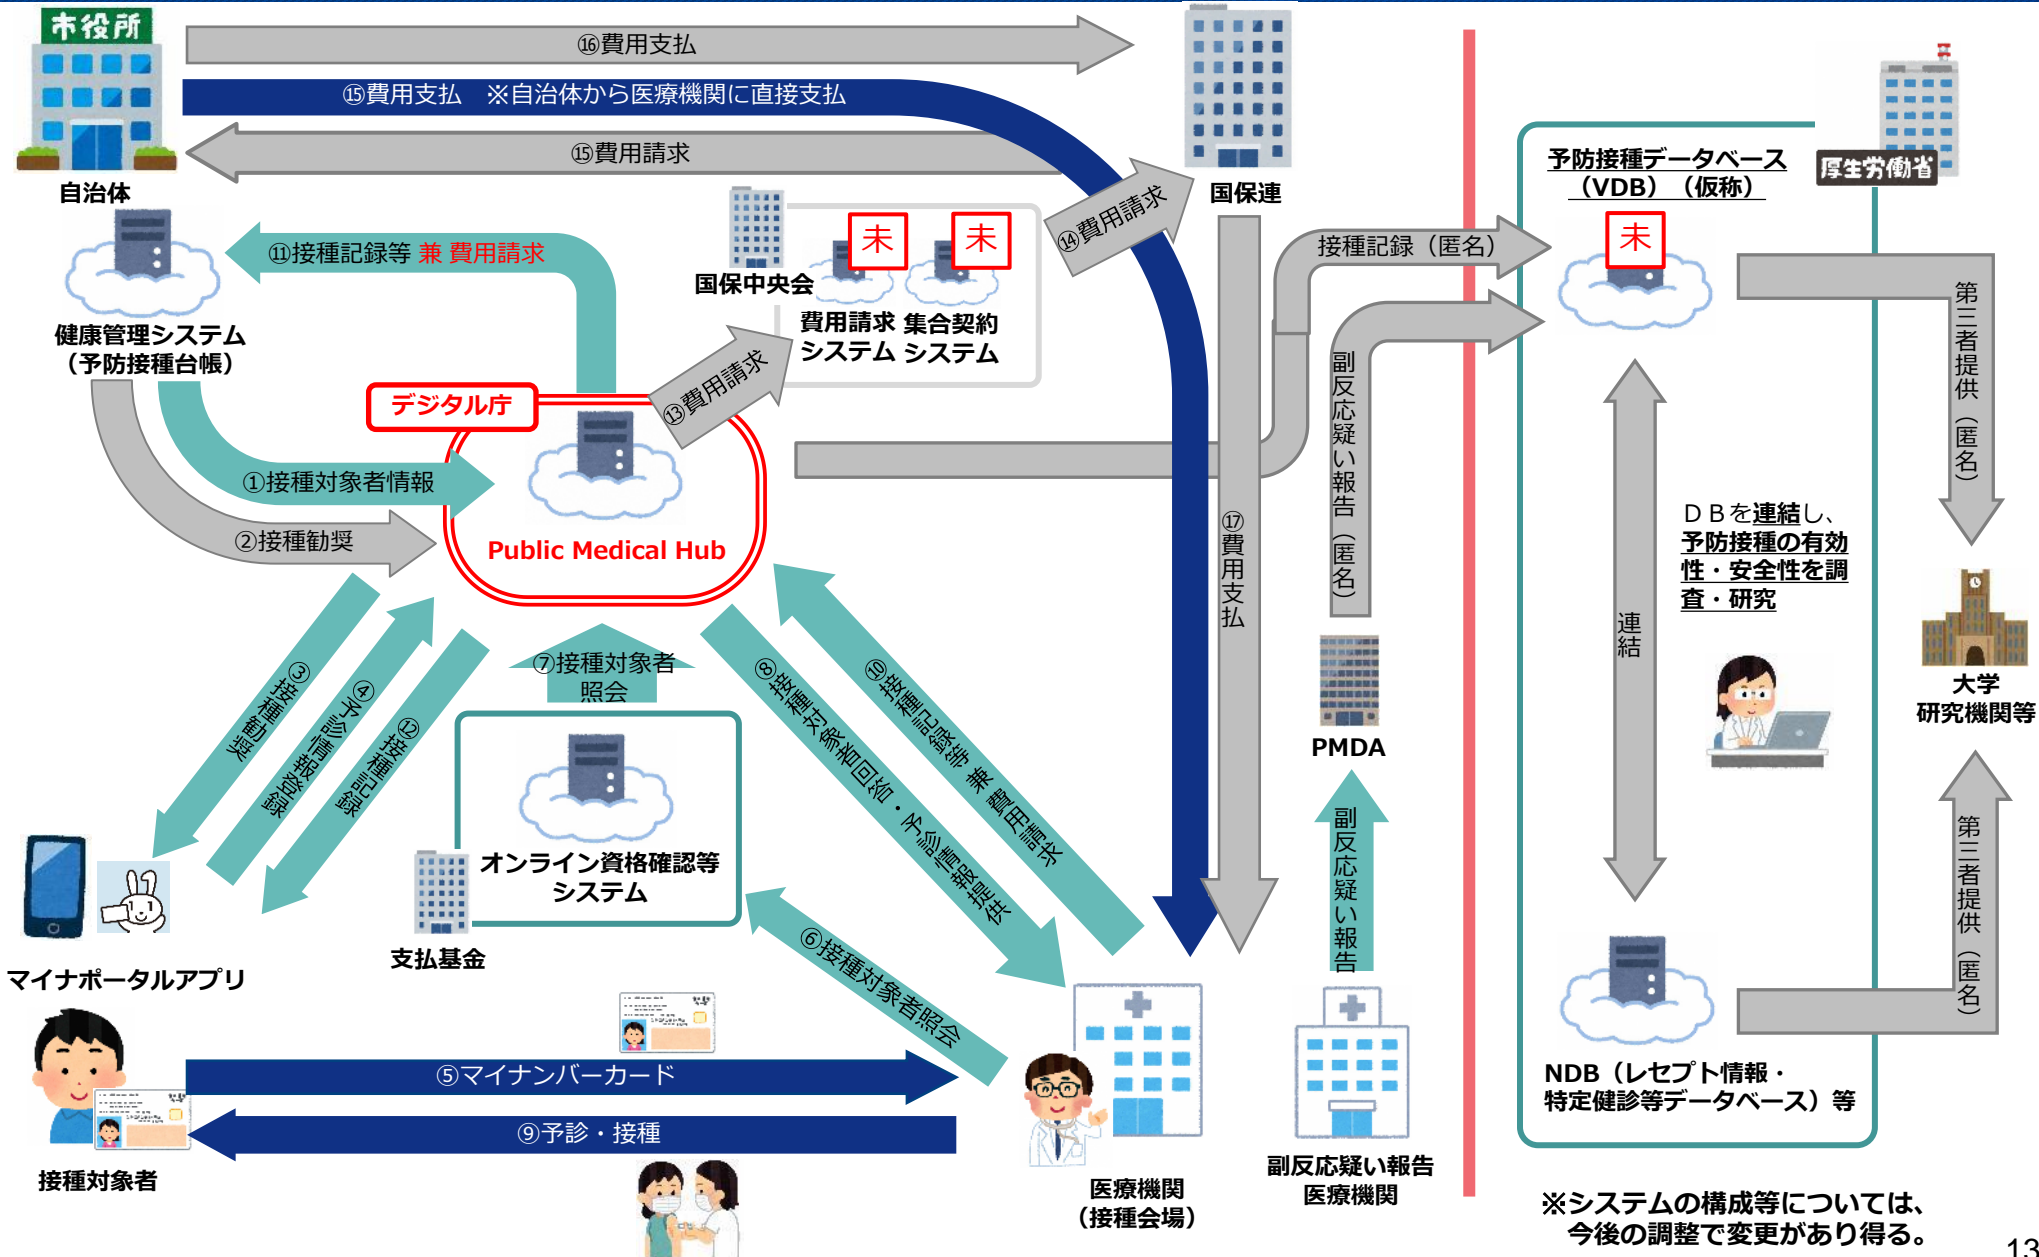 市役所
自治体
⑯費用支払
⑮費用支払　※自治体から医療機関に直接支払
⑮費用請求
国保連
⑭費用請求
⑪接種記録等 兼 費用請求
健康管理システム
（予防接種台帳）
国保中央会
未
未
費用請求
システム
集合契約
システム
⑬費用請求
デジタル庁
Public Medical Hub
①接種対象者情報
②接種勧奨
③接種勧奨
④予診情報登録
⑫接種記録
⑦接種対象者
照会
⑧接種対象者回答・予診情報提供
⑩接種記録等 兼 費用請求
⑰費用支払
オンライン資格確認等
システム
支払基金
⑥接種対象者照会
マイナポータルアプリ
⑤マイナンバーカード
⑨予診・接種
接種対象者
医療機関
（接種会場）
接種記録（匿名）
副反応疑い報告（匿名）
PMDA
副反応疑い報告
副反応疑い報告
医療機関
予防接種データベース
（VDB）（仮称）
未
厚生労働省
第三者提供（匿名）
連結
ＤＢを連結し、
予防接種の有効
性・安全性を調
査・研究
大学
研究機関等
第三者提供（匿名）
NDB（レセプト情報・
特定健診等データベース）等
※システムの構成等については、
今後の調整で変更があり得る。
13